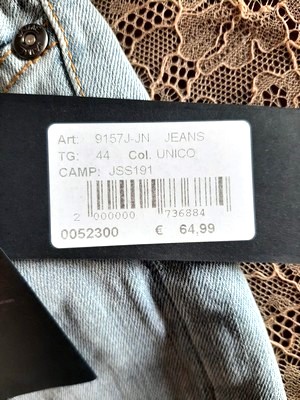 Art: 9157J-JN JEANS
TG: 44 Col. UNICO
CAMP: JSS191
2 000000 736884
0052300 € 64,99